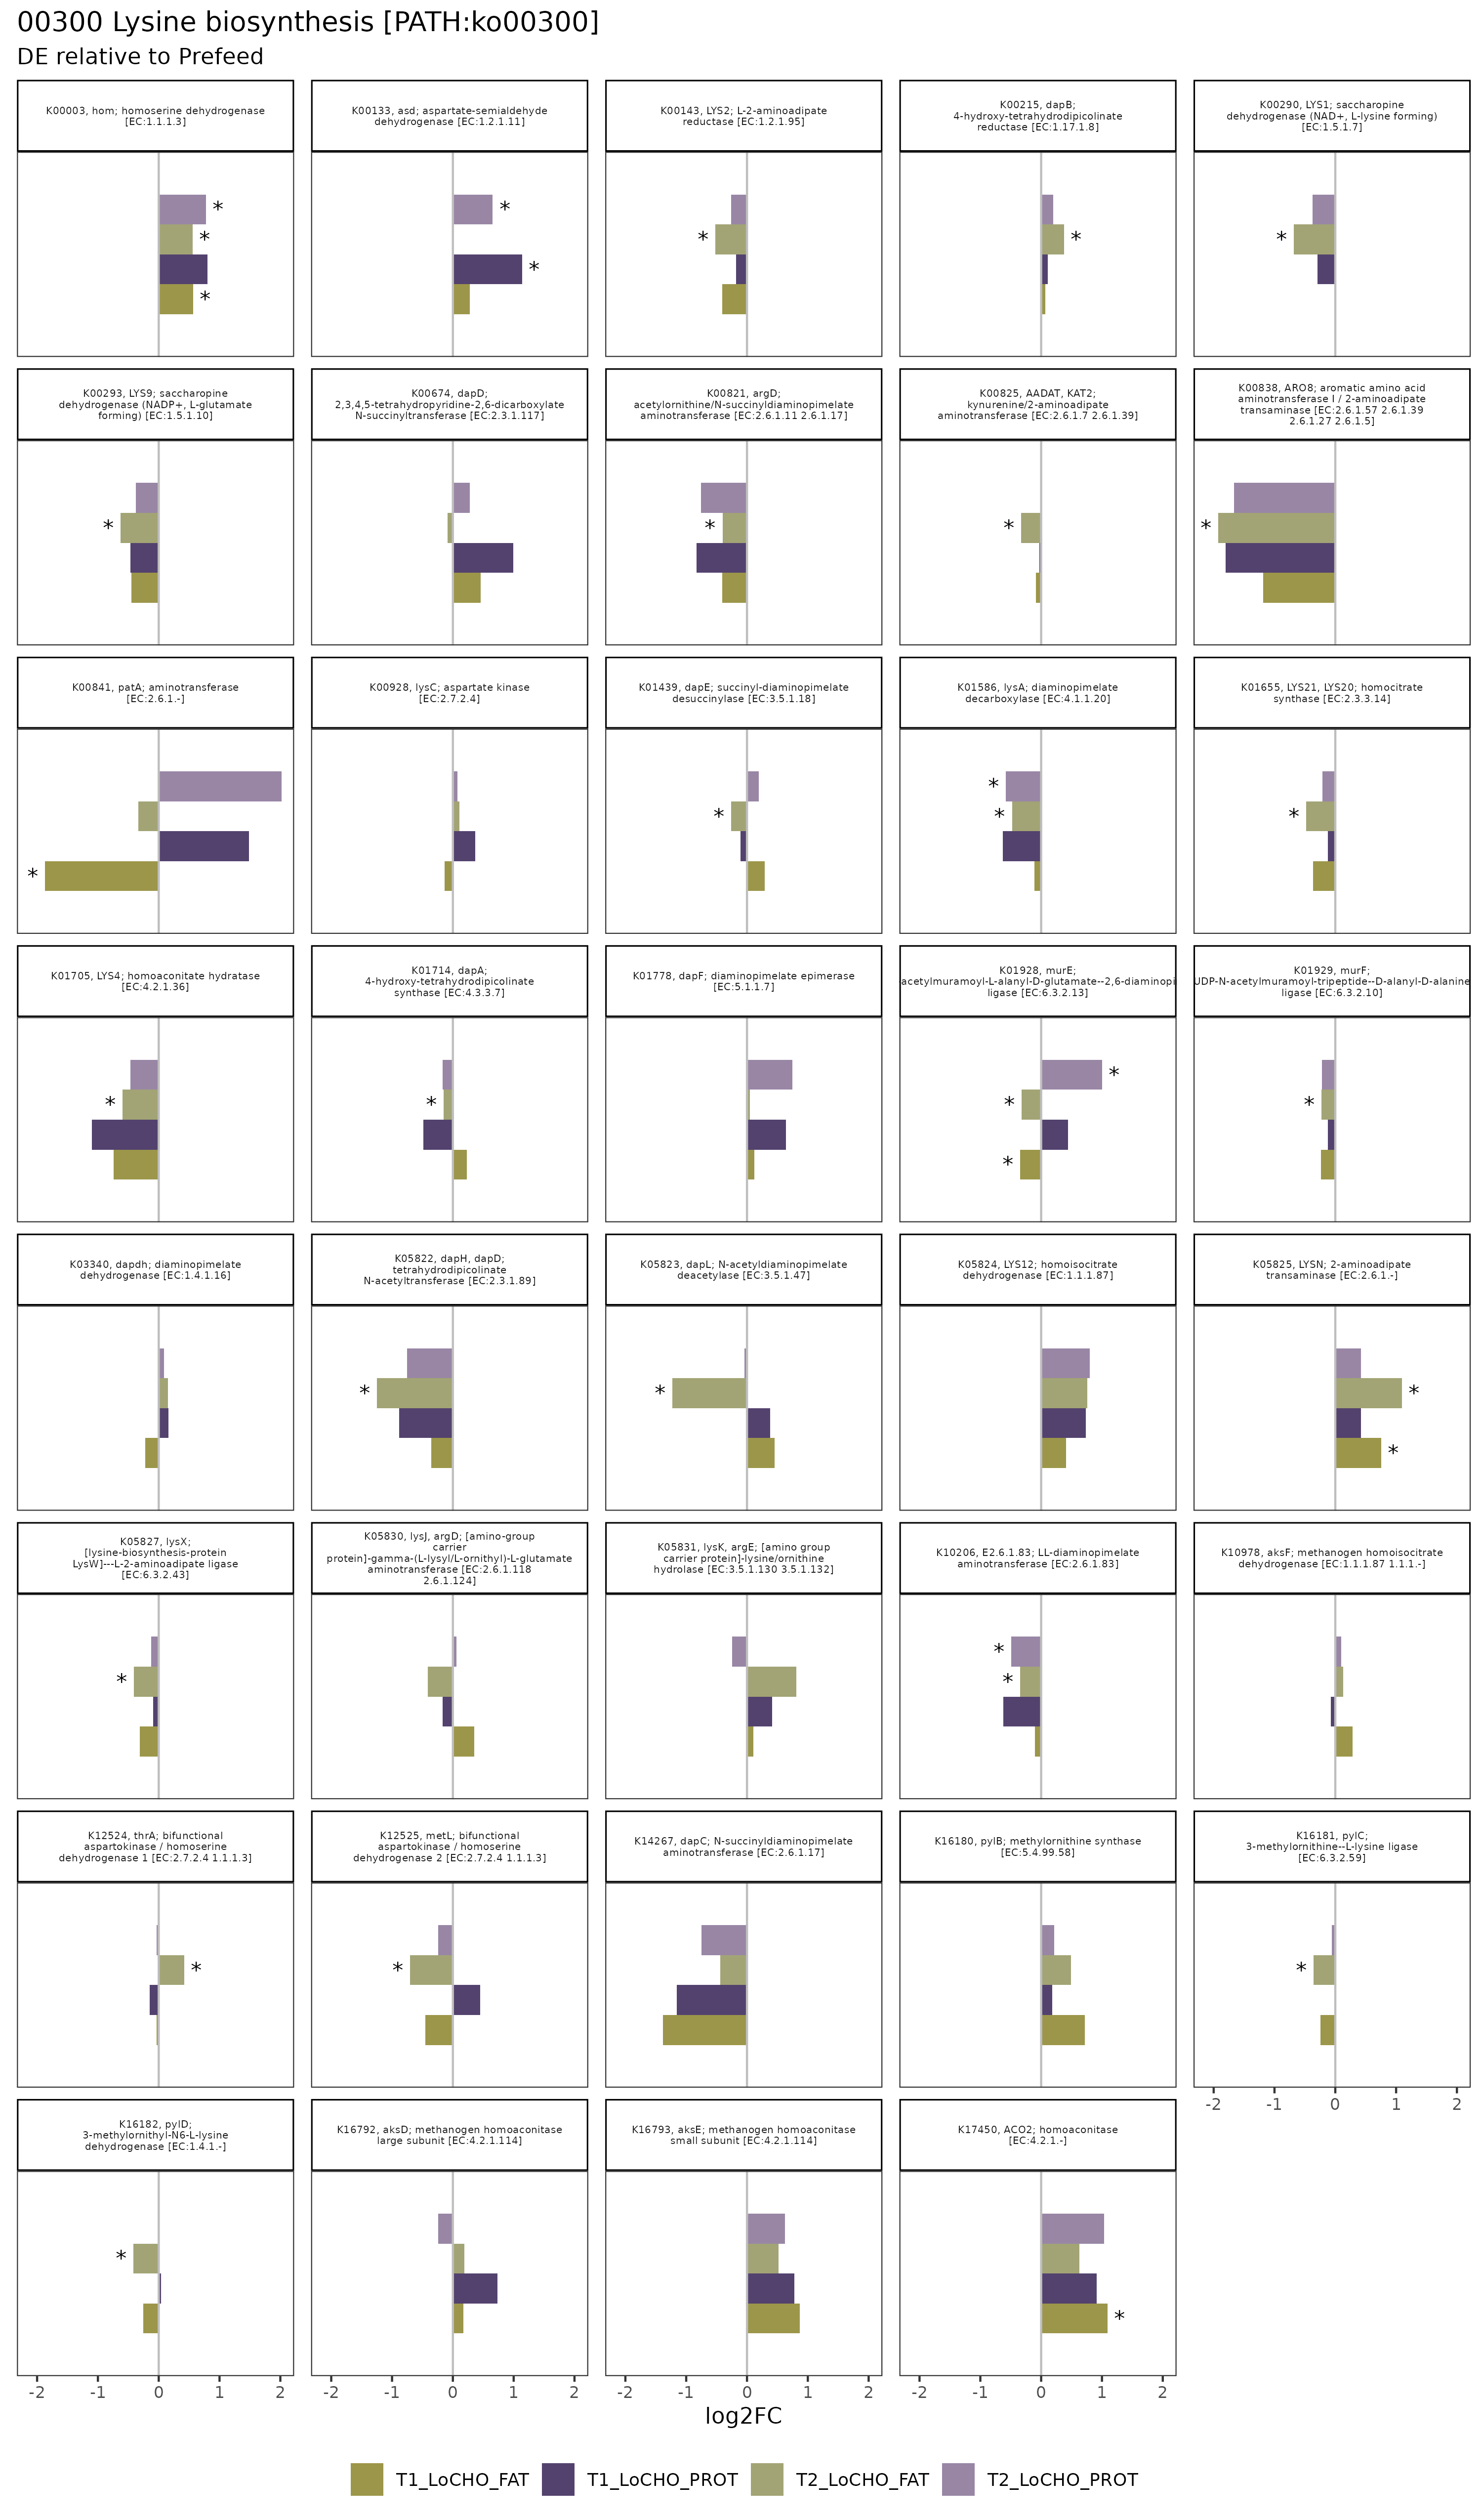 00300 Lysine biosynthesis [PATH:ko00300]
DE relative to Prefeed
K00003, hom; homoserine dehydrogenase
[EC:1.1.1.3]
K00133, asd; aspartate-semialdehyde
dehydrogenase [EC:1.2.1.11]
K00143, LYS2; L-2-aminoadipate
reductase [EC:1.2.1.95]
K00215, dapB;
4-hydroxy-tetrahydrodipicolinate
reductase [EC:1.17.1.8]
K00290, LYS1; saccharopine
dehydrogenase (NAD+, L-lysine forming)
[EC:1.5.1.7]
*
*
*
*
*
*
*
*
K00293, LYS9; saccharopine
dehydrogenase (NADP+, L-glutamate
forming) [EC:1.5.1.10]
K00674, dapD;
2,3,4,5-tetrahydropyridine-2,6-dicarboxylate
N-succinyltransferase [EC:2.3.1.117]
K00821, argD;
acetylornithine/N-succinyldiaminopimelate
aminotransferase [EC:2.6.1.11 2.6.1.17]
K00825, AADAT, KAT2;
kynurenine/2-aminoadipate
aminotransferase [EC:2.6.1.7 2.6.1.39]
K00838, ARO8; aromatic amino acid
aminotransferase I / 2-aminoadipate
transaminase [EC:2.6.1.57 2.6.1.39
2.6.1.27 2.6.1.5]
*
*
*
*
K00841, patA; aminotransferase
[EC:2.6.1.-]
K00928, lysC; aspartate kinase
[EC:2.7.2.4]
K01439, dapE; succinyl-diaminopimelate
desuccinylase [EC:3.5.1.18]
K01586, lysA; diaminopimelate
decarboxylase [EC:4.1.1.20]
K01655, LYS21, LYS20; homocitrate
synthase [EC:2.3.3.14]
*
*
*
*
*
K01705, LYS4; homoaconitate hydratase
[EC:4.2.1.36]
K01714, dapA;
4-hydroxy-tetrahydrodipicolinate
synthase [EC:4.3.3.7]
K01778, dapF; diaminopimelate epimerase
[EC:5.1.1.7]
K01928, murE;
acetylmuramoyl-L-alanyl-D-glutamate--2,6-diaminopi
ligase [EC:6.3.2.13]
K01929, murF;
UDP-N-acetylmuramoyl-tripeptide--D-alanyl-D-alanine
ligase [EC:6.3.2.10]
*
*
*
*
*
*
K03340, dapdh; diaminopimelate
dehydrogenase [EC:1.4.1.16]
K05822, dapH, dapD;
tetrahydrodipicolinate
N-acetyltransferase [EC:2.3.1.89]
K05823, dapL; N-acetyldiaminopimelate
deacetylase [EC:3.5.1.47]
K05824, LYS12; homoisocitrate
dehydrogenase [EC:1.1.1.87]
K05825, LYSN; 2-aminoadipate
transaminase [EC:2.6.1.-]
*
*
*
*
K05827, lysX;
[lysine-biosynthesis-protein
LysW]---L-2-aminoadipate ligase
[EC:6.3.2.43]
K05830, lysJ, argD; [amino-group
carrier
protein]-gamma-(L-lysyl/L-ornithyl)-L-glutamate
aminotransferase [EC:2.6.1.118
2.6.1.124]
K05831, lysK, argE; [amino group
carrier protein]-lysine/ornithine
hydrolase [EC:3.5.1.130 3.5.1.132]
K10206, E2.6.1.83; LL-diaminopimelate
aminotransferase [EC:2.6.1.83]
K10978, aksF; methanogen homoisocitrate
dehydrogenase [EC:1.1.1.87 1.1.1.-]
*
*
*
K12524, thrA; bifunctional
aspartokinase / homoserine
dehydrogenase 1 [EC:2.7.2.4 1.1.1.3]
K12525, metL; bifunctional
aspartokinase / homoserine
dehydrogenase 2 [EC:2.7.2.4 1.1.1.3]
K14267, dapC; N-succinyldiaminopimelate
aminotransferase [EC:2.6.1.17]
K16180, pylB; methylornithine synthase
[EC:5.4.99.58]
K16181, pylC;
3-methylornithine--L-lysine ligase
[EC:6.3.2.59]
*
*
*
-2 -1 0 1 2
K16182, pylD;
3-methylornithyl-N6-L-lysine
dehydrogenase [EC:1.4.1.-]
K16792, aksD; methanogen homoaconitase
large subunit [EC:4.2.1.114]
K16793, aksE; methanogen homoaconitase
small subunit [EC:4.2.1.114]
K17450, ACO2; homoaconitase
[EC:4.2.1.-]
*
*
-2 -1 0 1 2
-2 -1 0 1 2
-2 -1 0 1 2
-2 -1 0 1 2
log2FC
T1_LoCHO_FAT
T1_LoCHO_PROT
T2_LoCHO_FAT
T2_LoCHO_PROT